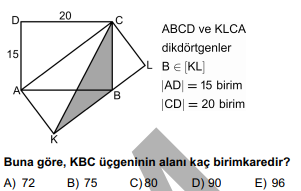 D 20 C
15
A
B
L
K
ABCD ve KLCA
dikdörtgenler
B ∈ [KL]
|AD| = 15 birim
|CD| = 20 birim
Buna göre, KBC üçgeninin alanı kaç birimkaredir?
A) 72 B) 75 C) 80 D) 90 E) 96